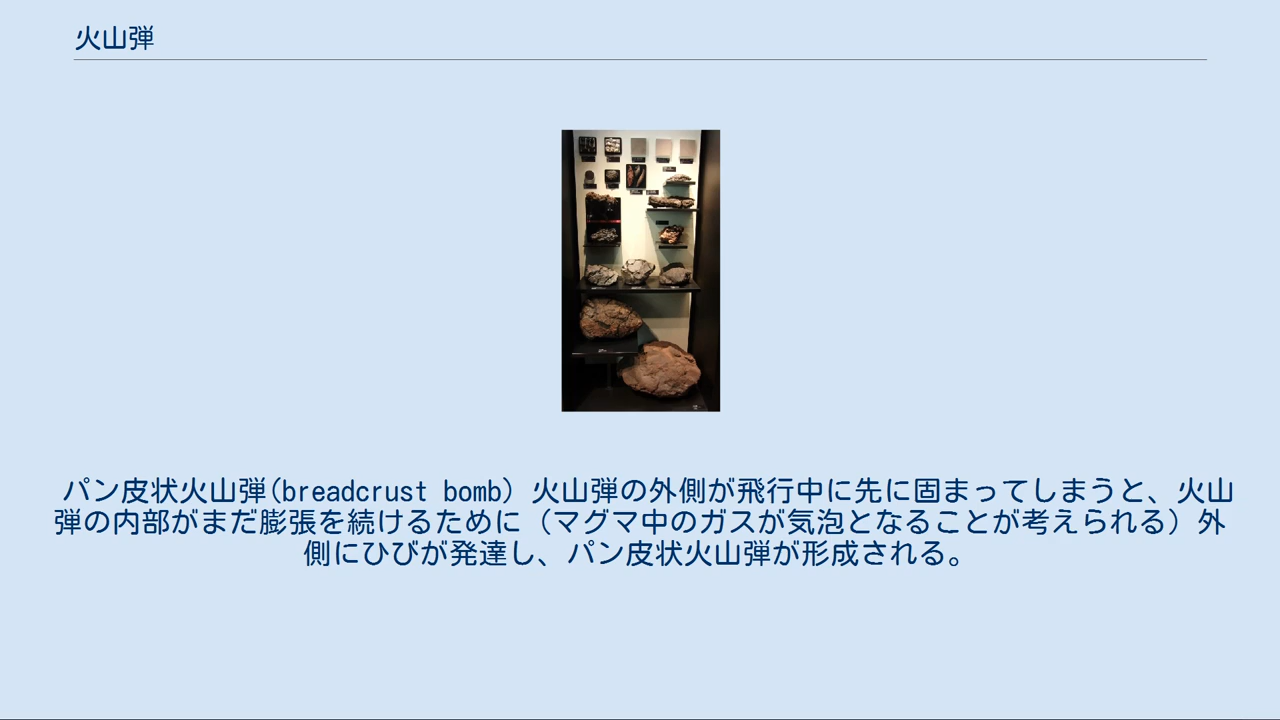 火山弾
パン皮状火山弾(breadcrust bomb) 火山弾の外側が飛行中に先に固まってしまうと、火山
弾の内部がまだ膨張を続けるために（マグマ中のガスが気泡となることが考えられる）外
側にひびが発達し、パン皮状火山弾が形成される。